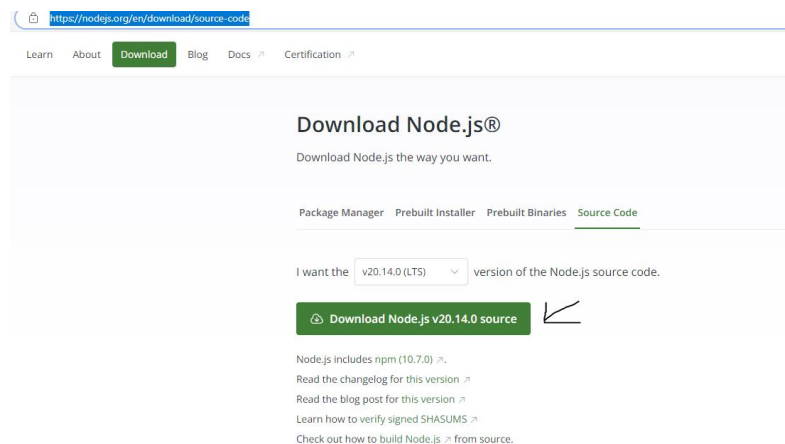 https://nodejs.org/en/download/source-code
Learn About Download Blog Docs ↗ Certification ↗
Download Node.js®
Download Node.js the way you want.
Package Manager Prebuilt Installer Prebuilt Binaries Source Code
I want the v20.14.0 (LTS) version of the Node.js source code.
Download Node.js v20.14.0 source
Node.js includes npm (10.7.0) ↗.
Read the changelog for this version ↗
Read the blog post for this version ↗
Learn how to verify signed SHASUMS ↗
Check out how to build Node.js ↗ from source.